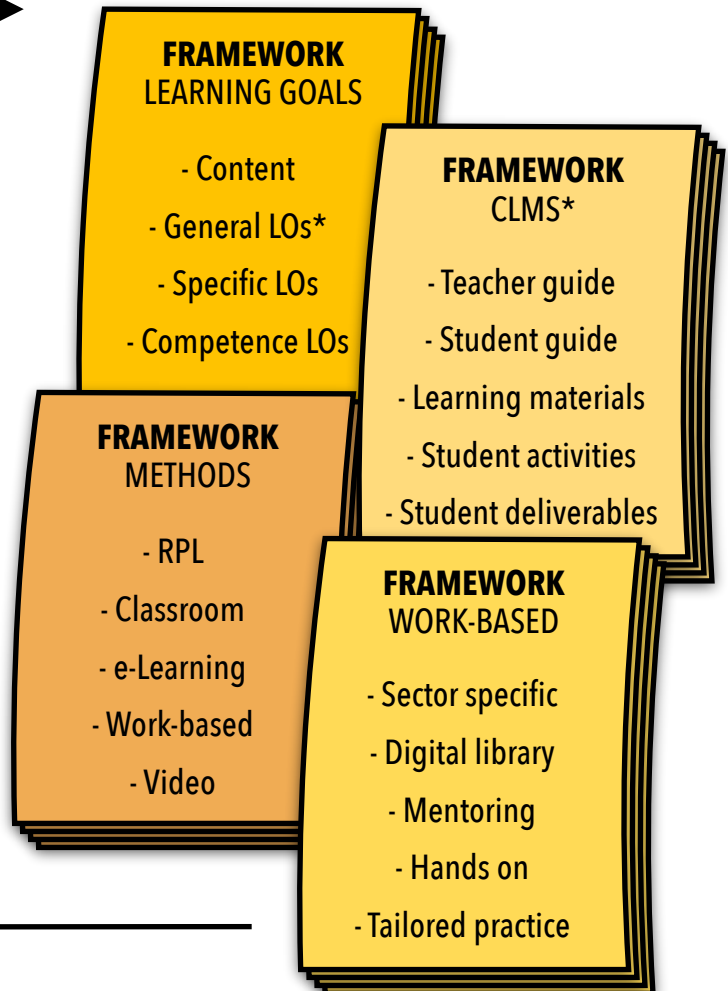 FRAMEWORK
LEARNING GOALS
- Content
- General LOs*
- Specific LOs
- Competence LOs
FRAMEWORK
CLMS*
- Teacher guide
- Student guide
- Learning materials
- Student activities
- Student deliverables
FRAMEWORK
METHODS
- RPL
- Classroom
- e-Learning
- Work-based
- Video
FRAMEWORK
WORK-BASED
- Sector specific
- Digital library
- Mentoring
- Hands on
- Tailored practice